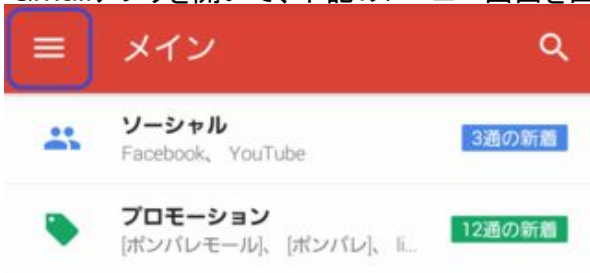 メイン
ソーシャル
3通の新着
Facebook、 YouTube
プロモーション
12通の新着
[ポンパレモール]、 [ポンパレ]、 li...